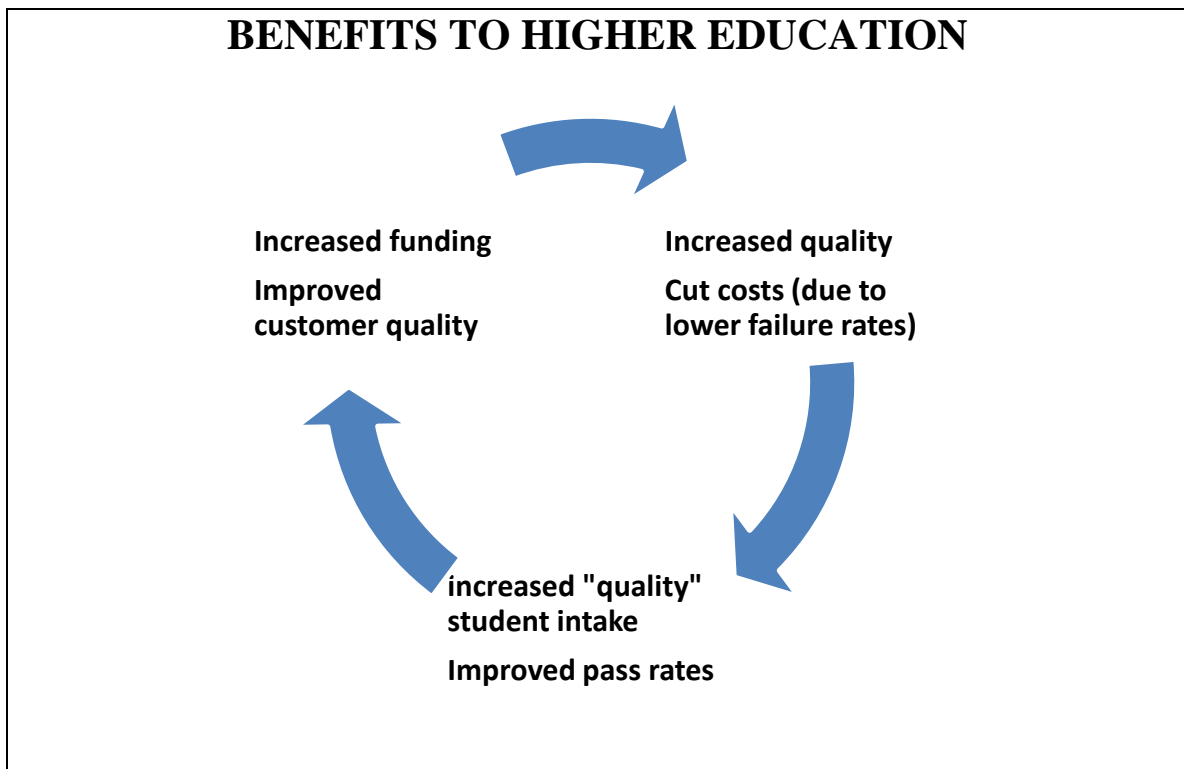 BENEFITS TO HIGHER EDUCATION
Increased funding
Improved
customer quality
Increased quality
Cut costs (due to
lower failure rates)
increased "quality"
student intake
Improved pass rates